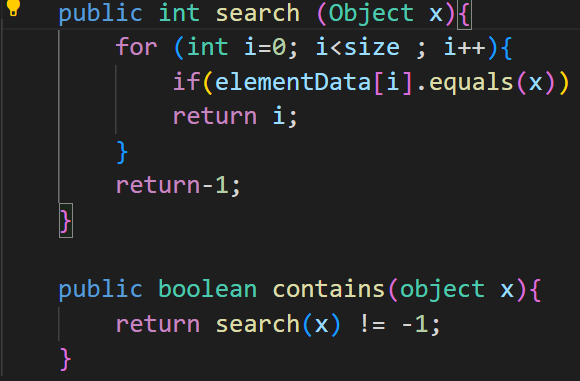 public int search (Object x){
for (int i=0; i<size ; i++){
if(elementData[i].equals(x))
return i;
}
return-1;
}
public boolean contains(object x){
return search(x) != -1;
}